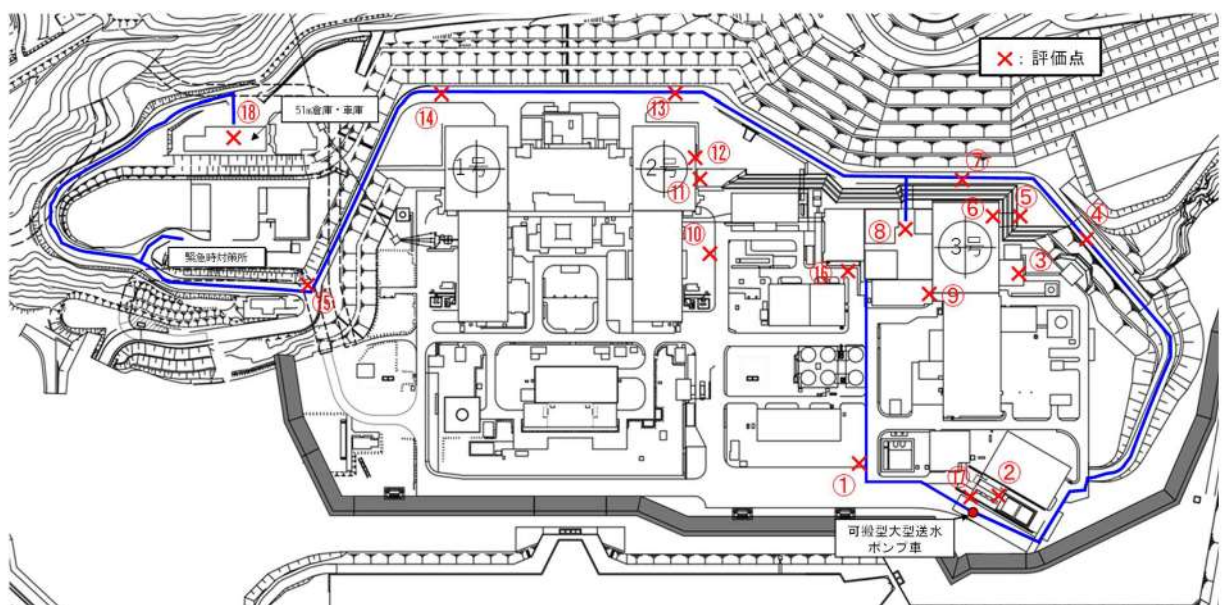 ×：評価点
⑱
51m倉庫・車庫
⑭
⑬
1号
2号
⑫
⑪
⑦
⑥
⑤
④
⑧
3号
⑩
③
緊急時対策所
⑮
⑯
⑨
①
⑰
②
可搬型大型送水
ポンプ車